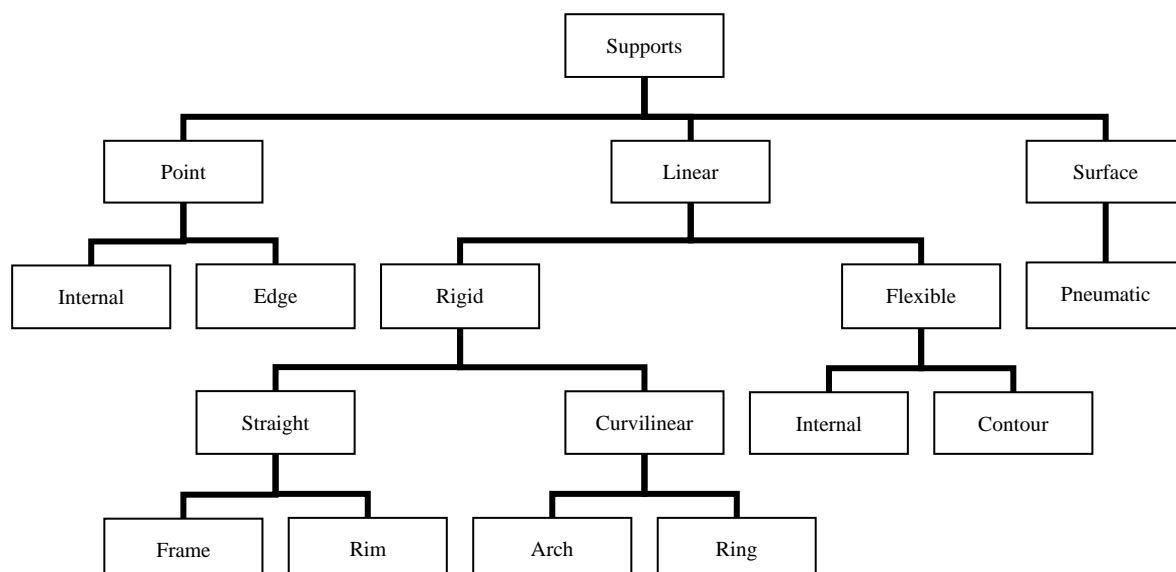 Supports
Point
Linear
Surface
Internal
Edge
Rigid
Flexible
Pneumatic
Straight
Curvilinear
Internal
Contour
Frame
Rim
Arch
Ring